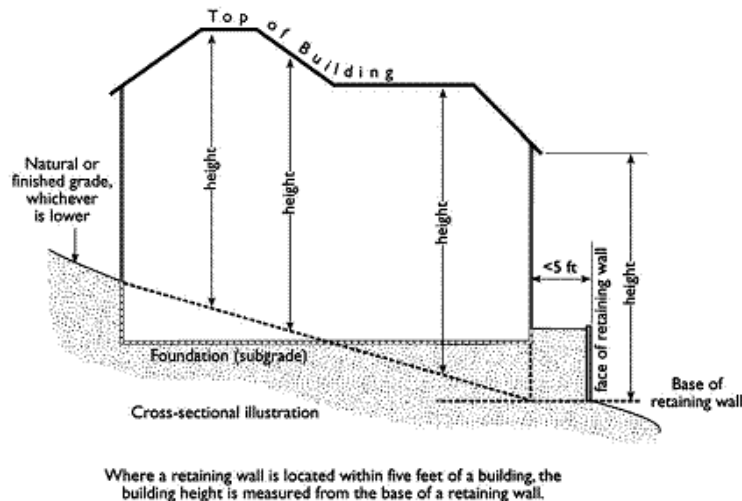 Top of Building
Natural or
finished grade,
whichever
is lower
height
height
height
<5 ft
face of retaining wall
height
Foundation (subgrade)
Base of
retaining wall
Cross-sectional illustration
Where a retaining wall is located within five feet of a building, the
building height is measured from the base of a retaining wall.